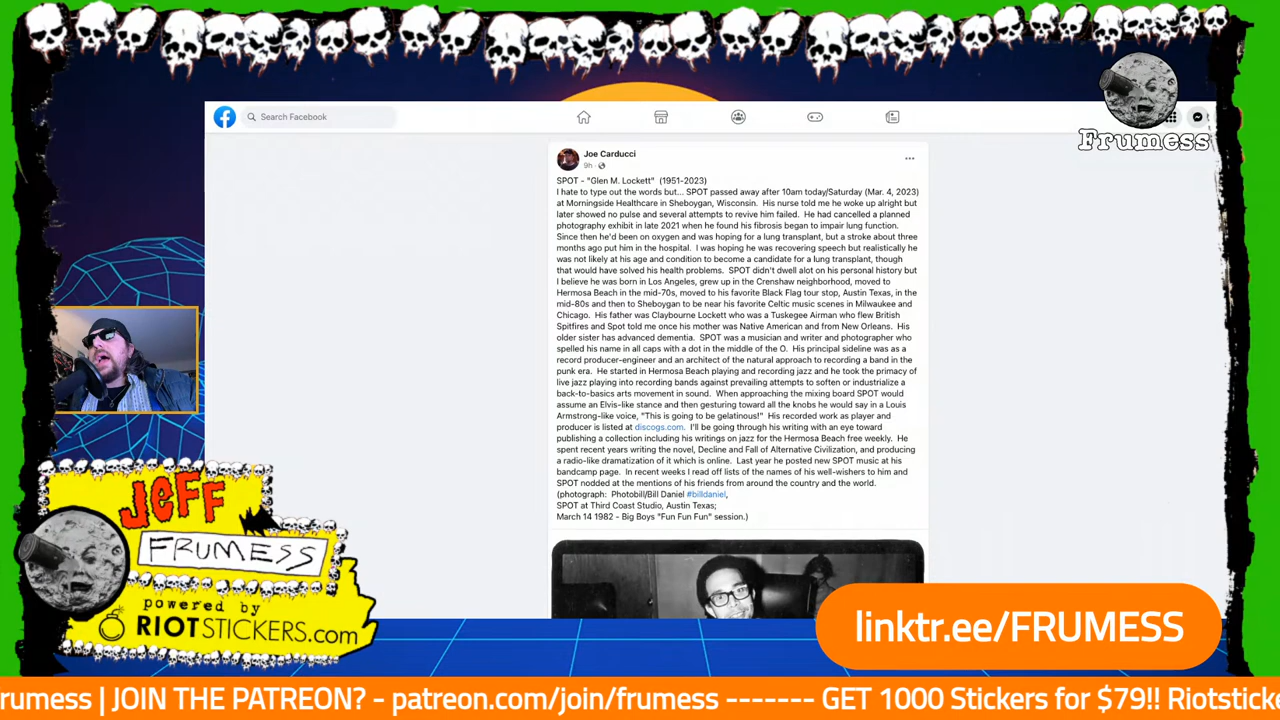 Search Facebook
Frumess
Joe Carducci
9h
SPOT - "Glen M. Lockett" (1951-2023)
I hate to type out the words but... SPOT passed away after 10am today/Saturday (Mar. 4, 2023)
at Morningside Healthcare in Sheboygan, Wisconsin. His nurse told me he woke up alright but
later showed no pulse and several attempts to revive him failed. He had cancelled a planned
photography exhibit in late 2021 when he found his fibrosis began to impair lung function.
Since then he'd been on oxygen and was hoping for a lung transplant, but a stroke about three
months ago put him in the hospital. I was hoping he was recovering speech but realistically he
was not likely at his age and condition to become a candidate for a lung transplant, though
that would have solved his health problems. SPOT didn't dwell alot on his personal history but
I believe he was born in Los Angeles, grew up in the Crenshaw neighborhood, moved to
Hermosa Beach in the mid-70s, moved to his favorite Black Flag tour stop, Austin Texas, in the
mid-80s and then to Sheboygan to be near his favorite Celtic music scenes in Milwaukee and
Chicago. His father was Claybourne Lockett who was a Tuskegee Airman who flew British
Spitfires and Spot told me once his mother was Native American and from New Orleans. His
older sister has advanced dementia. SPOT was a musician and writer and photographer who
spelled his name in all caps with a dot in the middle of the O. His principal sideline was as a
record producer-engineer and an architect of the natural approach to recording a band in the
punk era. He started in Hermosa Beach playing and recording jazz and he took the primacy of
live jazz playing into recording bands against prevailing attempts to soften or industrialize a
back-to-basics arts movement in sound. When approaching the mixing board SPOT would
assume an Elvis-like stance and then gesturing toward all the knobs he would say in a Louis
Armstrong-like voice, "This is going to be gelatinous!" His recorded work as player and
producer is listed at discogs.com. I'll be going through his writing with an eye toward
publishing a collection including his writings on jazz for the Hermosa Beach free weekly. He
spent recent years writing the novel, Decline and Fall of Alternative Civilization, and producing
a radio-like dramatization of it which is online. Last year he posted new SPOT music at his
bandcamp page. In recent weeks I read off lists of the names of his well-wishers to him and
SPOT nodded at the mentions of his friends from around the country and the world.
(photograph: Photobill/Bill Daniel #billdaniel,
SPOT at Third Coast Studio, Austin Texas;
March 14 1982 - Big Boys "Fun Fun Fun" session.)
JEFF
FRUMESS
powered by
RIOTSTICKERS.com
linktr.ee/FRUMESS
rumess | JOIN THE PATREON? - patreon.com/join/frumess ------- GET 1000 Stickers for $79!! Riotsticke